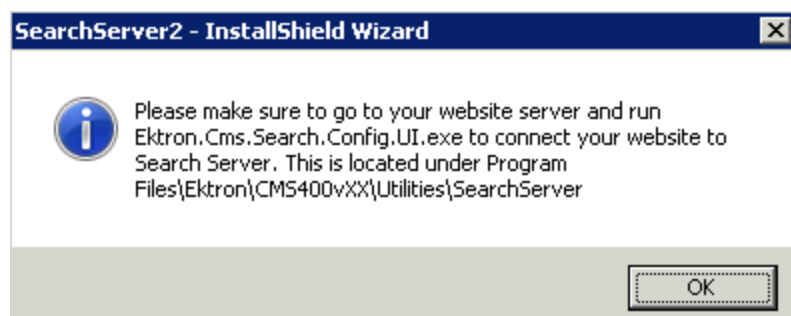 SearchServer2 - InstallShield Wizard
Please make sure to go to your website server and run
Ektron.Cms.Search.Config.UI.exe to connect your website to
Search Server. This is located under Program
Files\Ektron\CMS400vXX\Utilities\SearchServer
OK